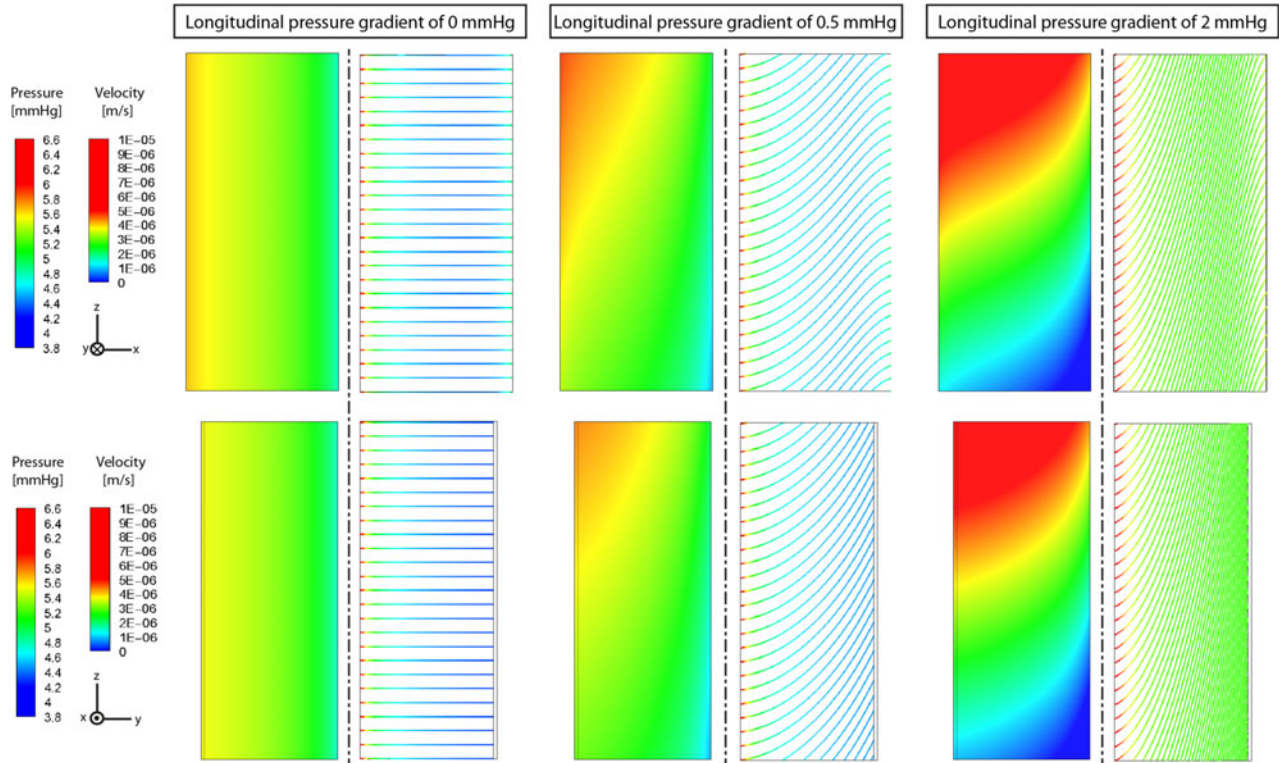 Longitudinal pressure gradient of 0 mmHg
Longitudinal pressure gradient of 0.5 mmHg
Longitudinal pressure gradient of 2 mmHg
Pressure
[mmHg]
Velocity
[m/s]
6.6
6.4
6.2
6
5.8
5.6
5.4
5.2
5
4.8
4.6
4.4
4.2
4
3.8
1E-05
9E-06
8E-06
7E-06
6E-06
5E-06
4E-06
3E-06
2E-06
1E-06
0
z
y
x
Pressure
[mmHg]
Velocity
[m/s]
6.6
6.4
6.2
6
5.8
5.6
5.4
5.2
5
4.8
4.6
4.4
4.2
4
3.8
1E-05
9E-06
8E-06
7E-06
6E-06
5E-06
4E-06
3E-06
2E-06
1E-06
0
z
x
y